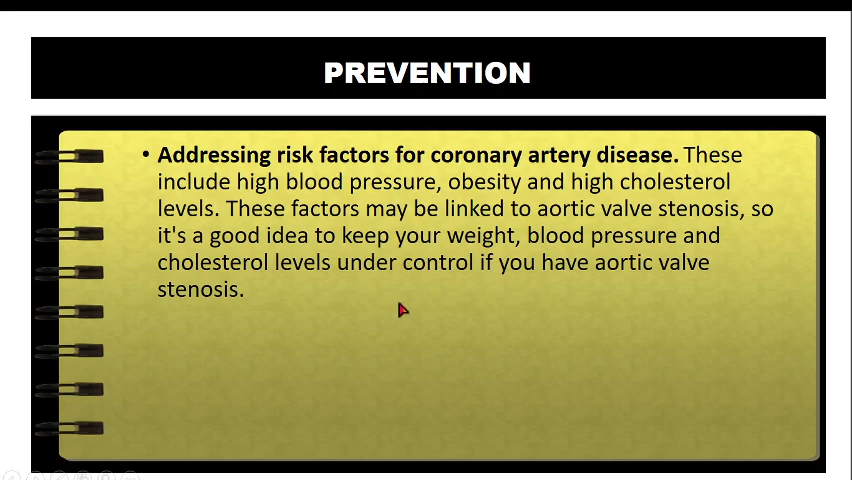 PREVENTION
• Addressing risk factors for coronary artery disease. These
include high blood pressure, obesity and high cholesterol
levels. These factors may be linked to aortic valve stenosis, so
it's a good idea to keep your weight, blood pressure and
cholesterol levels under control if you have aortic valve
stenosis.